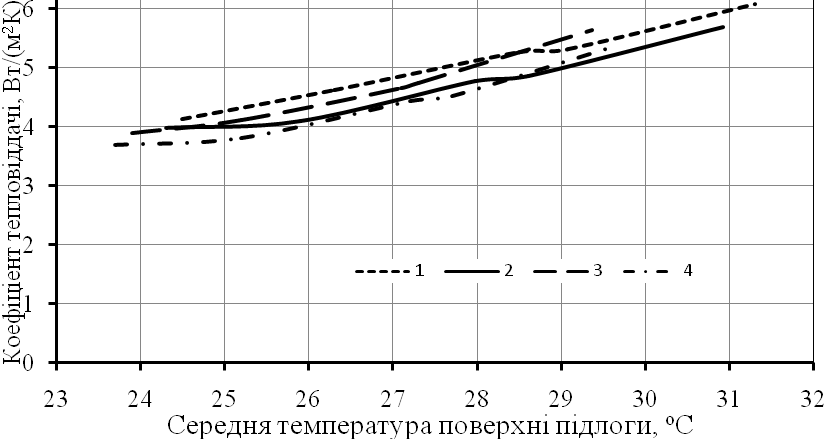 Коефіцієнт тепловіддачі, Вт/(м²К)
6
5
4
3
2
1
0
1 2 3 4
23 24 25 26 27 28 29 30 31 32
Середня температура поверхні підлоги, ºС